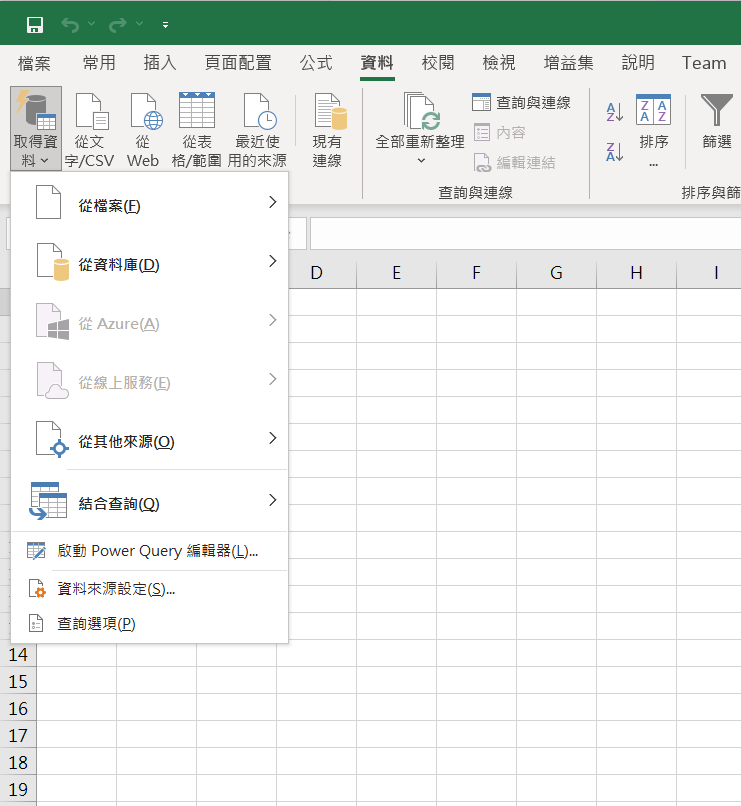 檔案 常用 插入 頁面配置 公式 資料 校閱 檢視 增益集 說明 Team
取得資料
從文字/CSV
從 Web
從表格/範圍
最近使用的來源
現有連線
全部重新整理
查詢與連線
內容
編輯連結
查詢與連線
A
Z
Z
A
Z A
A Z
排序...
篩選
排序與篩
從檔案(F)
從資料庫(D)
從 Azure(A)
從線上服務(E)
從其他來源(O)
結合查詢(Q)
啟動 Power Query 編輯器(L)...
資料來源設定(S)...
查詢選項(P)
D E F G H I
14
15
16
17
18
19